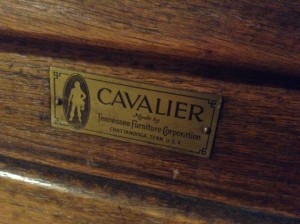 CAVALIER
Made by
Tennessee Furniture Corporation
CHATTANOOGA, TENN. U.S.A.